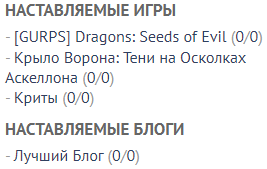 НАСТАВЛЯЕМЫЕ ИГРЫ
- [GURPS] Dragons: Seeds of Evil (0/0)
- Крыло Ворона: Тени на Осколках
Аскеллона (0/0)
- Криты (0/0)
НАСТАВЛЯЕМЫЕ БЛОГИ
- Лучший Блог (0/0)